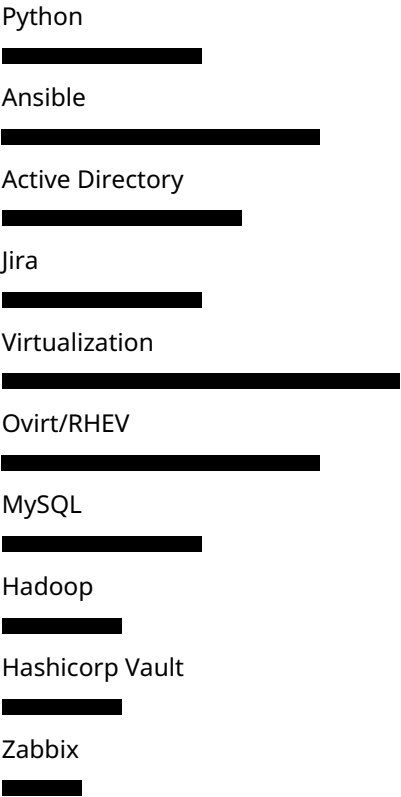 Python
Ansible
Active Directory
Jira
Virtualization
Ovirt/RHEV
MySQL
Hadoop
Hashicorp Vault
Zabbix